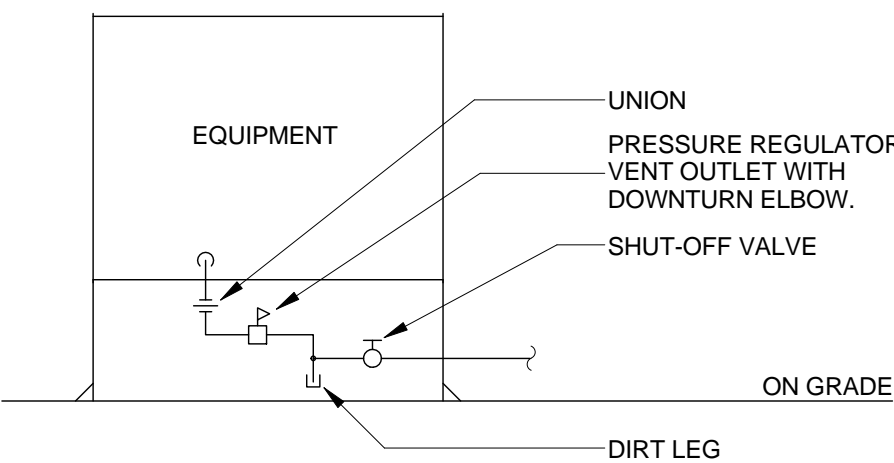 UNION
EQUIPMENT
PRESSURE REGULATOR
VENT OUTLET WITH
DOWNTURN ELBOW.
SHUT-OFF VALVE
ON GRADE
DIRT LEG